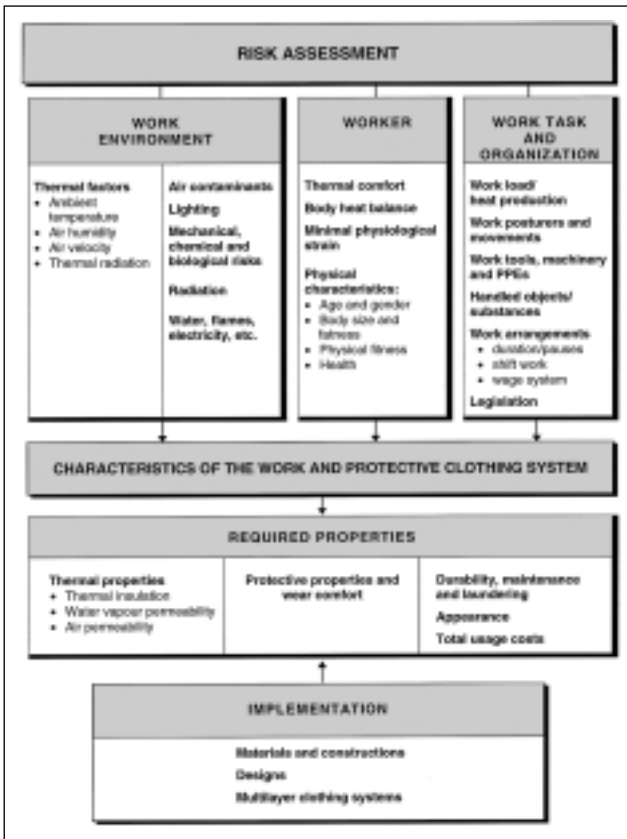 RISK ASSESSMENT
WORK
ENVIRONMENT
Thermal factors
• Ambient
temperature
• Air humidity
• Air velocity
• Thermal radiation
Air contaminants
Lighting
Mechanical,
chemical and
biological risks
Radiation
Water, flames,
electricity, etc.
WORKER
Thermal comfort
Body heat balance
Minimal physiological
strain
Physical
characteristics:
• Age and gender
• Body size and
fatness
• Physical fitness
• Health
WORK TASK
AND
ORGANIZATION
Work load/
heat production
Work posturers and
movements
Work tools, machinery
and PPEs
Handled objects/
substances
Work arrangements
• duration/pauses
• shift work
• wage system
Legislation
CHARACTERISTICS OF THE WORK AND PROTECTIVE CLOTHING SYSTEM
REQUIRED PROPERTIES
Thermal properties
• Thermal insulation
• Water vapour permeability
• Air permeability
Protective properties and
wear comfort
Durability, maintenance
and laundering
Appearance
Total usage costs
IMPLEMENTATION
Materials and constructions
Designs
Multilayer clothing systems